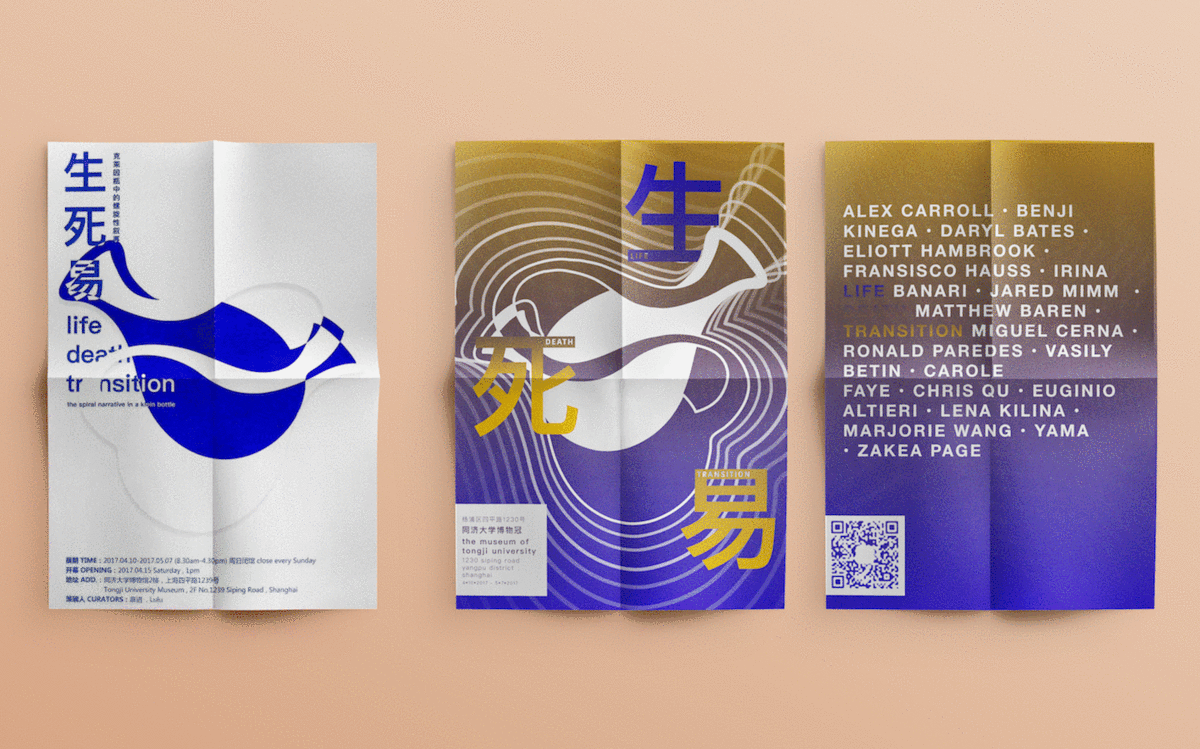 生死易
克莱因瓶中的螺旋性叙事
life
death
tr nsition
the spiral narrative in a klein bottle
展期 TIME : 2017.04.10-2017.05.07 (8.30am-4.30pm) 周日闭馆 close every Sunday
开幕 OPENING : 2017.04.15 Saturday , 1pm
地址 ADD. : 同济大学博物馆2楼 , 上海四平路1239号
Tongji University Museum , 2F No.1239 Siping Road , Shanghai
策展人 CURATORS : Lulu
生
LIFE
死
DEATH
易
TRANSITION
杨浦区四平路1230号
同济大学博物冠
the museum of
tongji university
1230 siping road
yangpu district
shanghai
ALEX CARROLL · BENJI
KINEGA · DARYL BATES ·
ELIOTT HAMBROOK ·
FRANSISCO HAUSS · IRINA
LIFE BANARI · JARED MIMM ·
MATTHEW BAREN ·
TRANSITION MIGUEL CERNA ·
RONALD PAREDES · VASILY
BETIN · CAROLE
FAYE · CHRIS QU · EUGINIO
ALTIERI · LENA KILINA ·
MARJORIE WANG · YAMA
· ZAKEA PAGE